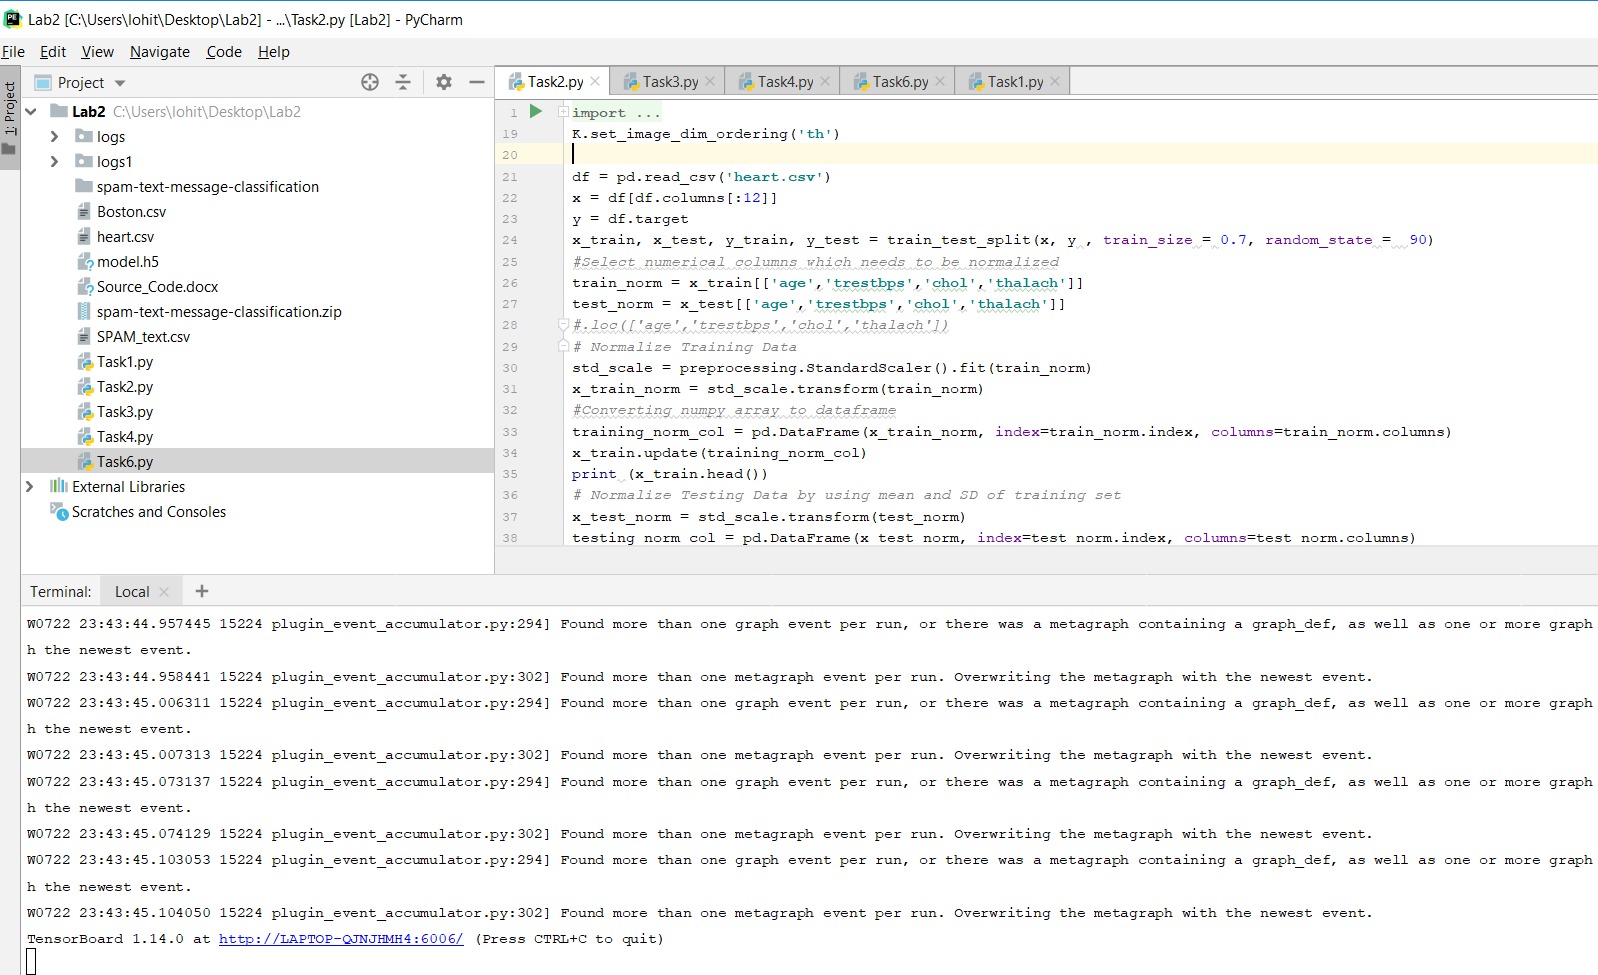 Lab2 [C:\Users\lohit\Desktop\Lab2] - ...\Task2.py [Lab2] - PyCharm
File Edit View Navigate Code Help
1: Project
Project
Lab2 C:\Users\lohit\Desktop\Lab2
logs
logs1
spam-text-message-classification
Boston.csv
heart.csv
model.h5
Source_Code.docx
spam-text-message-classification.zip
SPAM_text.csv
Task1.py
Task2.py
Task3.py
Task4.py
Task6.py
External Libraries
Scratches and Consoles
Task2.py Task3.py Task4.py Task6.py Task1.py
1 import ...
19 K.set_image_dim_ordering('th')
20
21 df = pd.read_csv('heart.csv')
22 x = df[df.columns[:12]]
23 y = df.target
24 x_train, x_test, y_train, y_test = train_test_split(x, y , train_size = 0.7, random_state =  90)
25 #Select numerical columns which needs to be normalized
26 train_norm = x_train[['age','trestbps','chol','thalach']]
27 test_norm = x_test[['age','trestbps','chol','thalach']]
28 #.loc(['age','trestbps','chol','thalach'])
29 # Normalize Training Data
30 std_scale = preprocessing.StandardScaler().fit(train_norm)
31 x_train_norm = std_scale.transform(train_norm)
32 #Converting numpy array to dataframe
33 training_norm_col = pd.DataFrame(x_train_norm, index=train_norm.index, columns=train_norm.columns)
34 x_train.update(training_norm_col)
35 print (x_train.head())
36 # Normalize Testing Data by using mean and SD of training set
37 x_test_norm = std_scale.transform(test_norm)
38 testing_norm_col = pd.DataFrame(x_test_norm, index=test_norm.index, columns=test_norm.columns)
Terminal: Local +
W0722 23:43:44.957445 15224 plugin_event_accumulator.py:294] Found more than one graph event per run, or there was a metagraph containing a graph_def, as well as one or more graph
h the newest event.
W0722 23:43:44.958441 15224 plugin_event_accumulator.py:302] Found more than one metagraph event per run. Overwriting the metagraph with the newest event.
W0722 23:43:45.006311 15224 plugin_event_accumulator.py:294] Found more than one graph event per run, or there was a metagraph containing a graph_def, as well as one or more graph
h the newest event.
W0722 23:43:45.007313 15224 plugin_event_accumulator.py:302] Found more than one metagraph event per run. Overwriting the metagraph with the newest event.
W0722 23:43:45.073137 15224 plugin_event_accumulator.py:294] Found more than one graph event per run, or there was a metagraph containing a graph_def, as well as one or more graph
h the newest event.
W0722 23:43:45.074129 15224 plugin_event_accumulator.py:302] Found more than one metagraph event per run. Overwriting the metagraph with the newest event.
W0722 23:43:45.103053 15224 plugin_event_accumulator.py:294] Found more than one graph event per run, or there was a metagraph containing a graph_def, as well as one or more graph
h the newest event.
W0722 23:43:45.104050 15224 plugin_event_accumulator.py:302] Found more than one metagraph event per run. Overwriting the metagraph with the newest event.
TensorBoard 1.14.0 at http://LAPTOP-QJNJHMH4:6006/ (Press CTRL+C to quit)